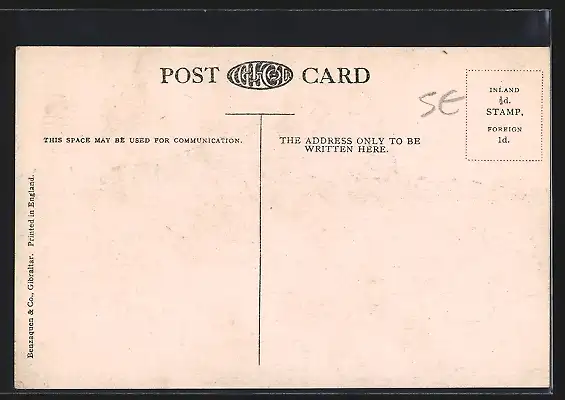 POST CARD
5€
INLAND
½d.
STAMP,
FOREIGN
1d.
THIS SPACE MAY BE USED FOR COMMUNICATION.
THE ADDRESS ONLY TO BE
WRITTEN HERE.
Benzaquen & Co., Gibraltar. Printed in England.